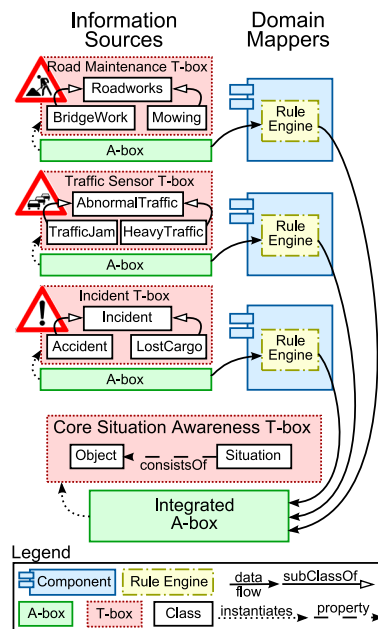 Information Sources
Domain Mappers
Road Maintenance T-box
Roadworks
BridgeWork
Mowing
A-box
Rule Engine
Traffic Sensor T-box
AbnormalTraffic
TrafficJam
HeavyTraffic
A-box
Rule Engine
Incident T-box
!
Incident
Accident
LostCargo
A-box
Rule Engine
Core Situation Awareness T-box
Object
consistsOf
Situation
Integrated
A-box
Legend
Component
Rule Engine
data flow
subClassOf
A-box
T-box
Class
instantiates
property